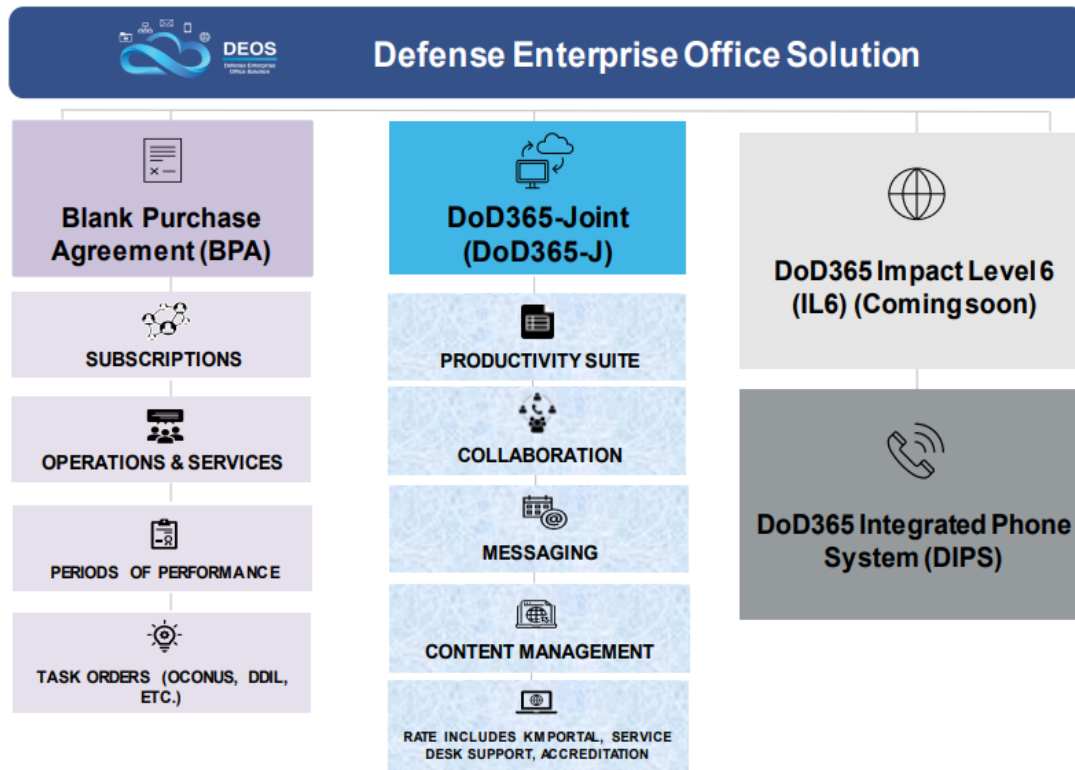 DEOS
Defense Enterprise
Office Solution
Defense Enterprise Office Solution
Blank Purchase
Agreement (BPA)
SUBSCRIPTIONS
OPERATIONS & SERVICES
PERIODS OF PERFORMANCE
TASK ORDERS (OCONUS, DDIL,
ETC.)
DoD365-Joint
(DoD365-J)
PRODUCTIVITY SUITE
COLLABORATION
MESSAGING
CONTENT MANAGEMENT
RATE INCLUDES KM PORTAL, SERVICE
DESK SUPPORT, ACCREDITATION
DoD365 Impact Level 6
(IL6) (Coming soon)
DoD365 Integrated Phone
System (DIPS)